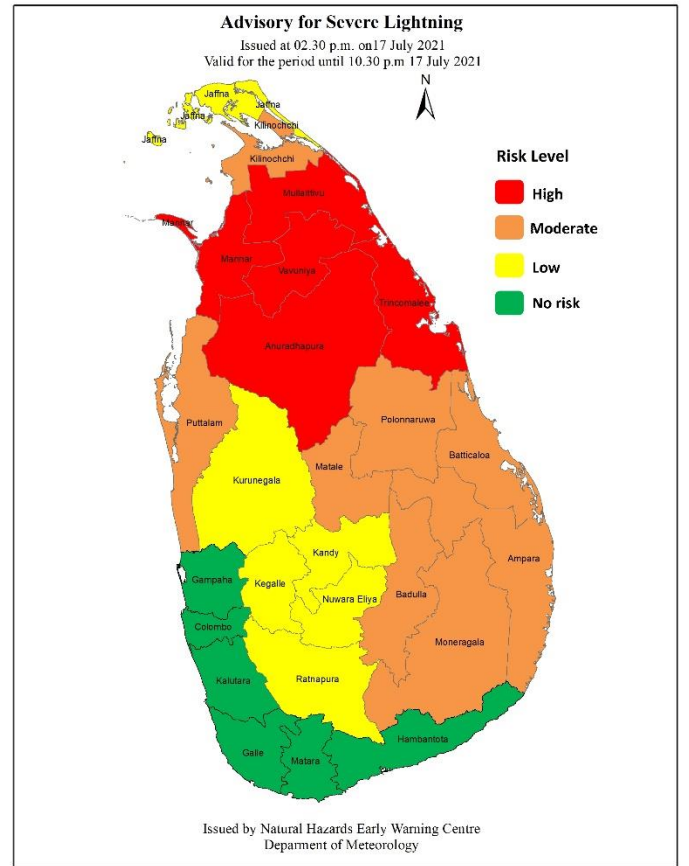 Advisory for Severe Lightning
Issued at 02.30 p.m. on17 July 2021
Valid for the period until 10.30 p.m 17 July 2021
N
Jaffna
Jaffna
Jaffna
Jaffna
Kilinochchi
Kilinochchi
Risk Level
High
Moderate
Low
No risk
Mullaithivu
Mannar
Mannar
Vavuniya
Trincomalee
Anuradhapura
Puttalam
Polonnaruwa
Batticaloa
Matale
Kurunegala
Kandy
Ampara
Gampaha
Kegalle
Nuwara Eliya
Badulla
Colombo
Moneragala
Kalutara
Ratnapura
Hambantota
Galle
Matara
Issued by Natural Hazards Early Warning Centre
Deparment of Meteorology